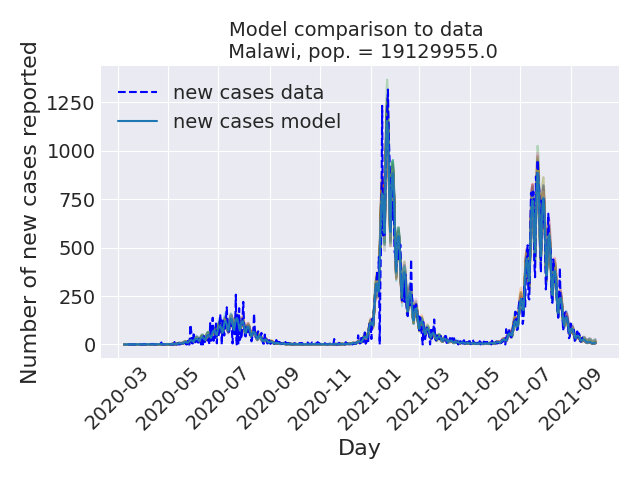 Model comparison to data
Malawi, pop. = 19129955.0
new cases data
new cases model
Number of new cases reported
1250
1000
750
500
250
0
2020-03
2020-05
2020-07
2020-09
2020-11
2021-01
2021-03
2021-05
2021-07
2021-09
Day